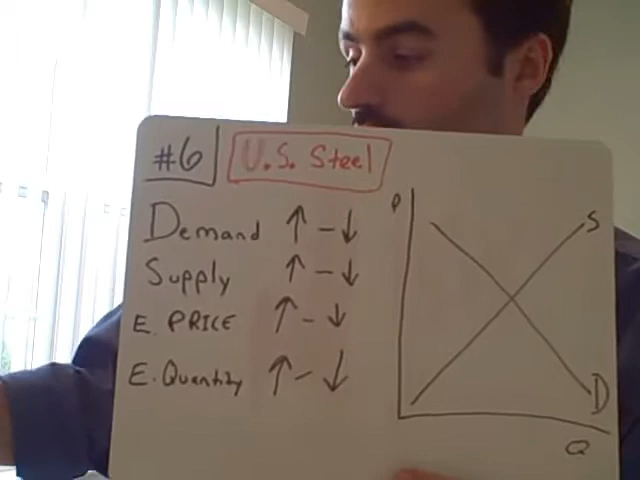 #6 U.S. Steel
Demand ↑ – ↓
Supply ↑ – ↓
E. PRICE ↑ – ↓
E. Quantity ↑ – ↓
P
S
D
Q